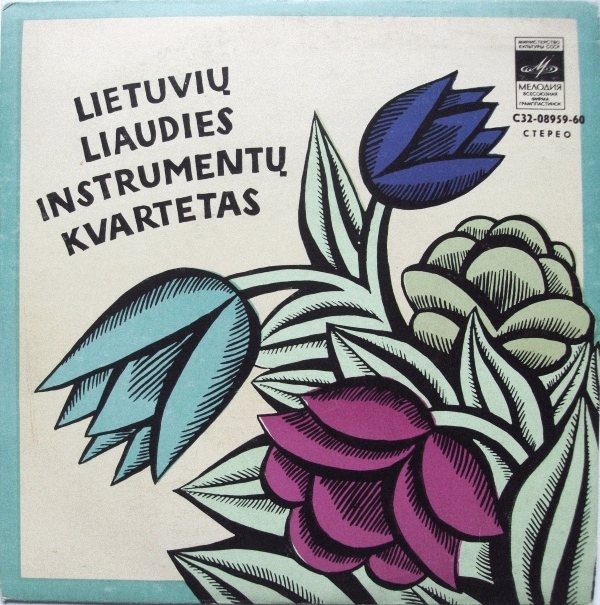 LIETUVIŲ
LIAUDIES
INSTRUMENTŲ
KVARTETAS
МИНИСТЕРСТВО
КУЛЬТУРЫ СССР
МЕЛОДИЯ
ВСЕСОЮЗНАЯ
ФИРМА
ГРАМПЛАСТИНОК
С32-08959-60
СТЕРЕО